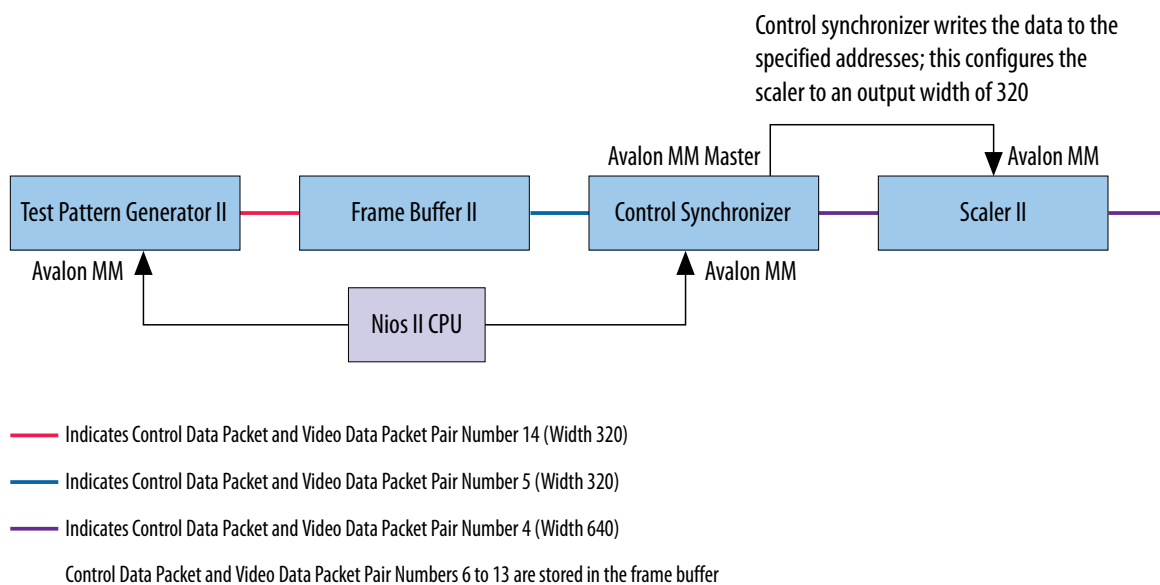 Control synchronizer writes the data to the
specified addresses; this configures the
scaler to an output width of 320
Avalon MM Master
Avalon MM
Test Pattern Generator II
Frame Buffer II
Control Synchronizer
Scaler II
Avalon MM
Avalon MM
Nios II CPU
Indicates Control Data Packet and Video Data Packet Pair Number 14 (Width 320)
Indicates Control Data Packet and Video Data Packet Pair Number 5 (Width 320)
Indicates Control Data Packet and Video Data Packet Pair Number 4 (Width 640)
Control Data Packet and Video Data Packet Pair Numbers 6 to 13 are stored in the frame buffer